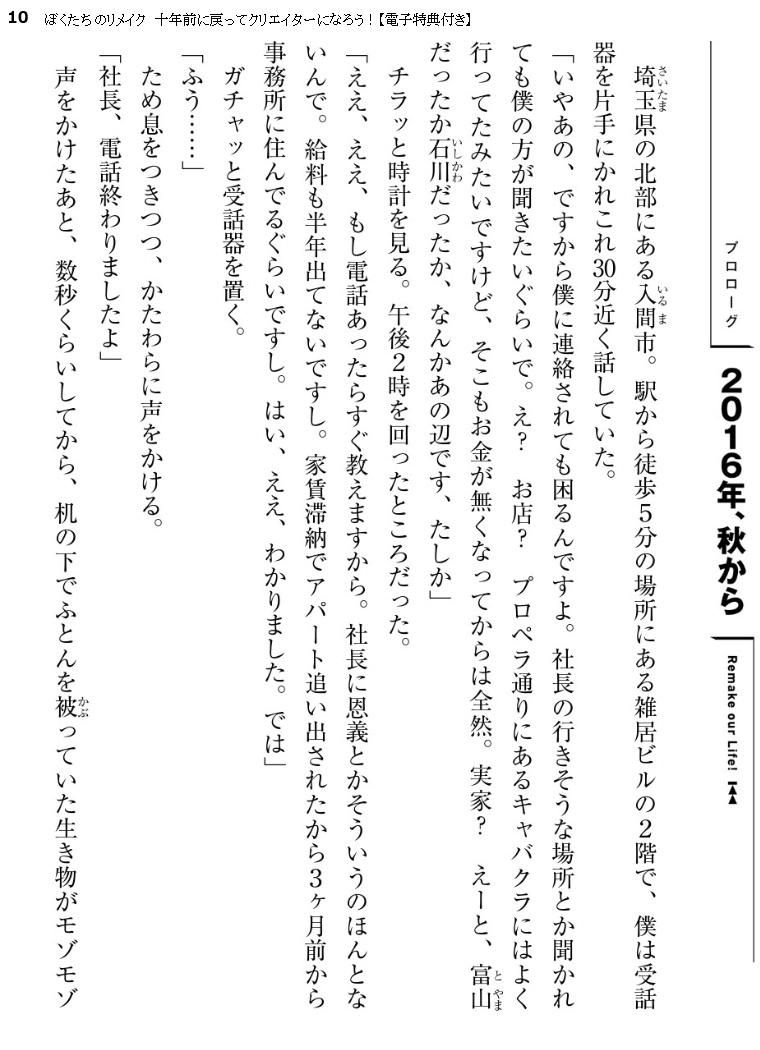 10 ぼくたちのリメイク 十年前に戻ってクリエイターになろう！【電子特典付き】
プロローグ
2016年、秋から
Remake our Life!
埼玉県の北部にある入間市。駅から徒歩５分の場所にある雑居ビルの２階で、僕は受話
器を片手にかれこれ30分近く話していた。
「いやあの、ですから僕に連絡されても困るんですよ。社長の行きそうな場所とか聞かれ
ても僕の方が聞きたいぐらいで。え？　お店？　プロペラ通りにあるキャバクラにはよく
行ってたみたいですけど、そこもお金が無くなってからは全然。実家？　えーと、富山
だったか石川だったか、なんかあの辺です、たしか」
チラッと時計を見る。午後２時を回ったところだった。
「ええ、ええ、もし電話あったらすぐ教えますから。社長に恩義とかそういうのほんとな
いんで。給料も半年出てないですし。家賃滞納でアパート追い出されたから３ヶ月前から
事務所に住んでるぐらいですし。はい、ええ、わかりました。では」
ガチャッと受話器を置く。
「ふう……」
ため息をつきつつ、かたわらに声をかける。
「社長、電話終わりましたよ」
声をかけたあと、数秒くらいしてから、机の下でふとんを被っていた生き物がモゾモゾ